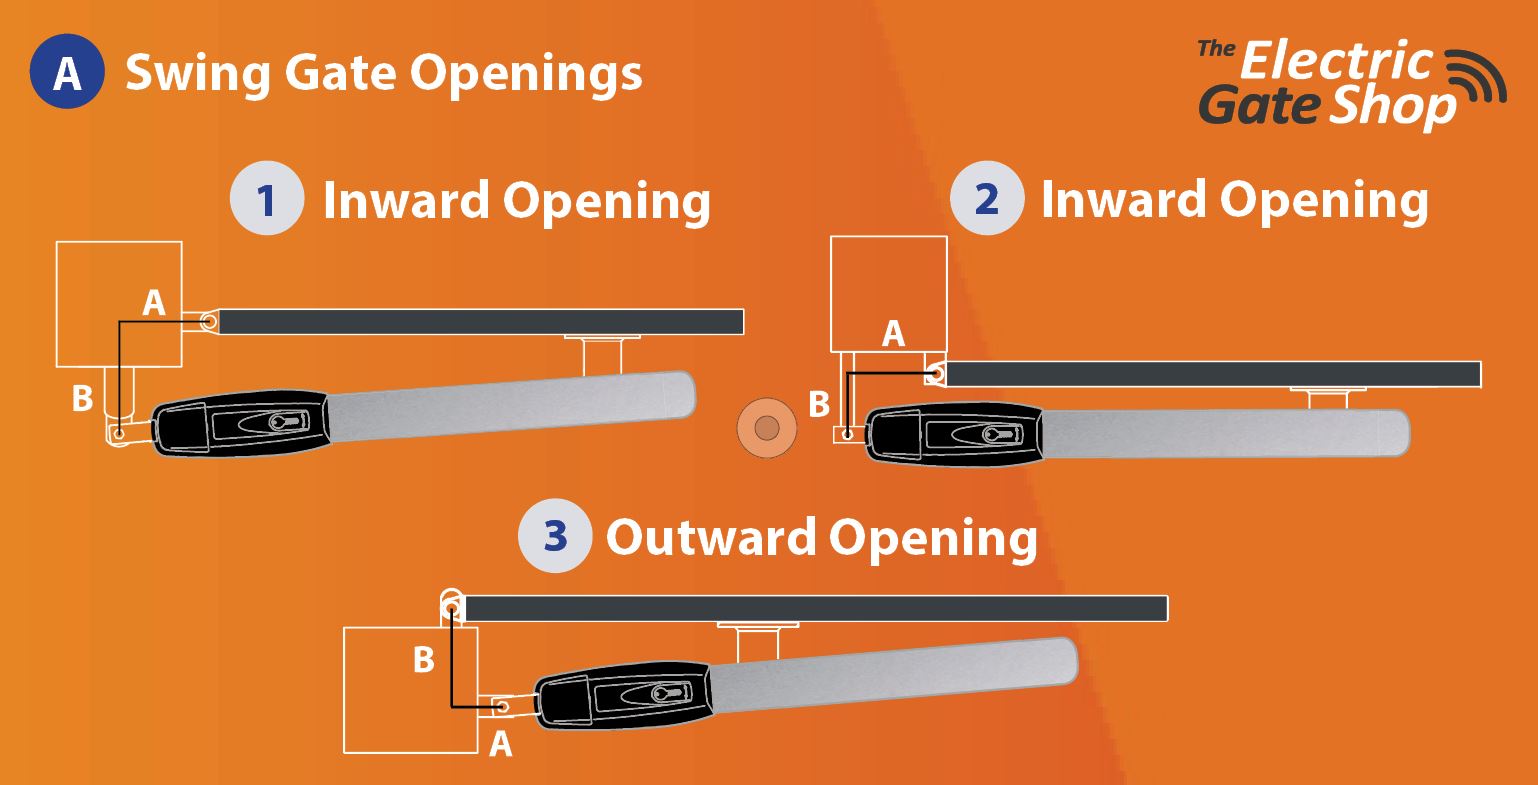 A Swing Gate Openings
The Electric
Gate Shop
1 Inward Opening
A
B
2 Inward Opening
A
B
3 Outward Opening
B
A